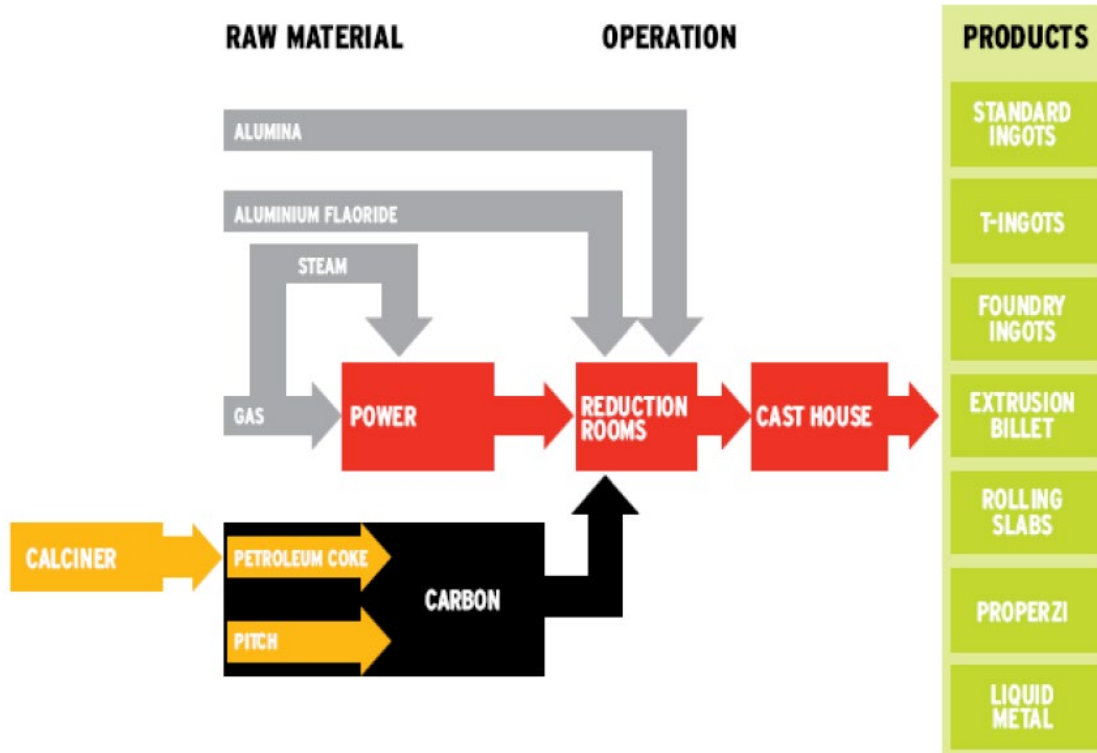 RAW MATERIAL
OPERATION
PRODUCTS
ALUMINA
ALUMINIUM FLAORIDE
STEAM
GAS
POWER
REDUCTION
ROOMS
CAST HOUSE
CALCINER
PETROLEUM COKE
CARBON
PITCH
STANDARD
INGOTS
T-INGOTS
FOUNDRY
INGOTS
EXTRUSION
BILLET
ROLLING
SLABS
PROPERZI
LIQUID
METAL